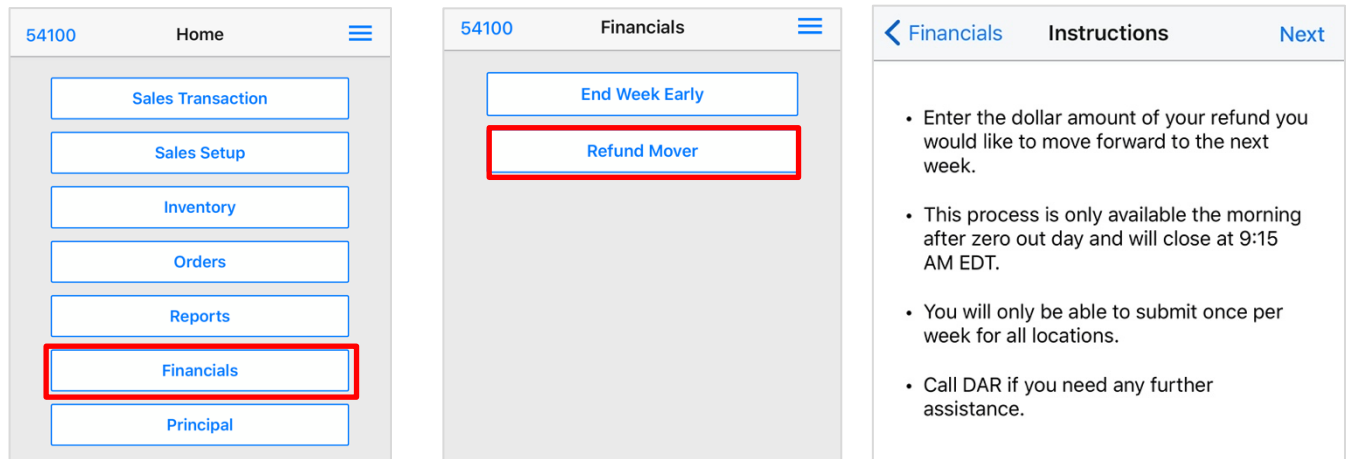 54100 Home
Sales Transaction
Sales Setup
Inventory
Orders
Reports
Financials
Principal
54100 Financials
End Week Early
Refund Mover
Financials Instructions Next
• Enter the dollar amount of your refund you
would like to move forward to the next
week.
• This process is only available the morning
after zero out day and will close at 9:15
AM EDT.
• You will only be able to submit once per
week for all locations.
• Call DAR if you need any further
assistance.